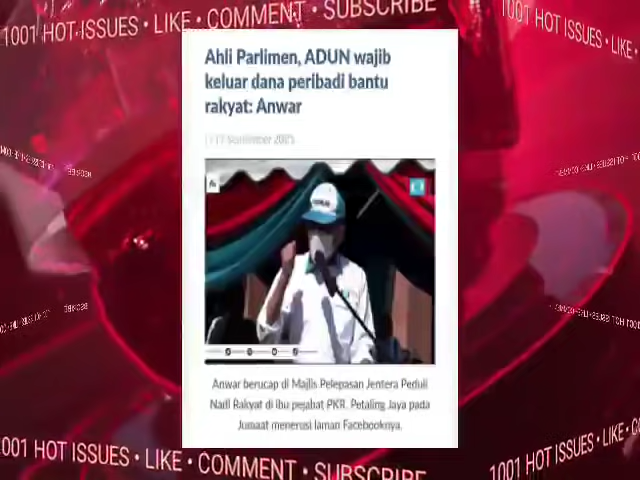 1001 HOT ISSUES • LIKE • COMMENT • SUBSCRIBE
1001 HOT ISSUES • LIKE •
Ahli Parlimen, ADUN wajib
keluar dana peribadi bantu
rakyat: Anwar
Anwar berucap di Majlis Pelepasan Jentera Peduli
Nadi Rakyat di ibu pejabat PKR, Petaling Jaya pada
Jumaat menerusi laman Facebooknya.
001 HOT ISSUES • LIKE • COMMENT • SUBSCRIBE
1001 HOT ISSUES • LIKE •